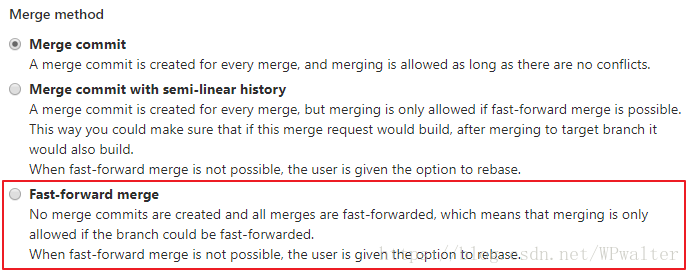 Merge method
Merge commit
A merge commit is created for every merge, and merging is allowed as long as there are no conflicts.
Merge commit with semi-linear history
A merge commit is created for every merge, but merging is only allowed if fast-forward merge is possible.
This way you could make sure that if this merge request would build, after merging to target branch it
would also build.
When fast-forward merge is not possible, the user is given the option to rebase.
Fast-forward merge
No merge commits are created and all merges are fast-forwarded, which means that merging is only
allowed if the branch could be fast-forwarded.
When fast-forward merge is not possible, the user is given the option to rebase.
http://blog.csdn.net/WPwalter